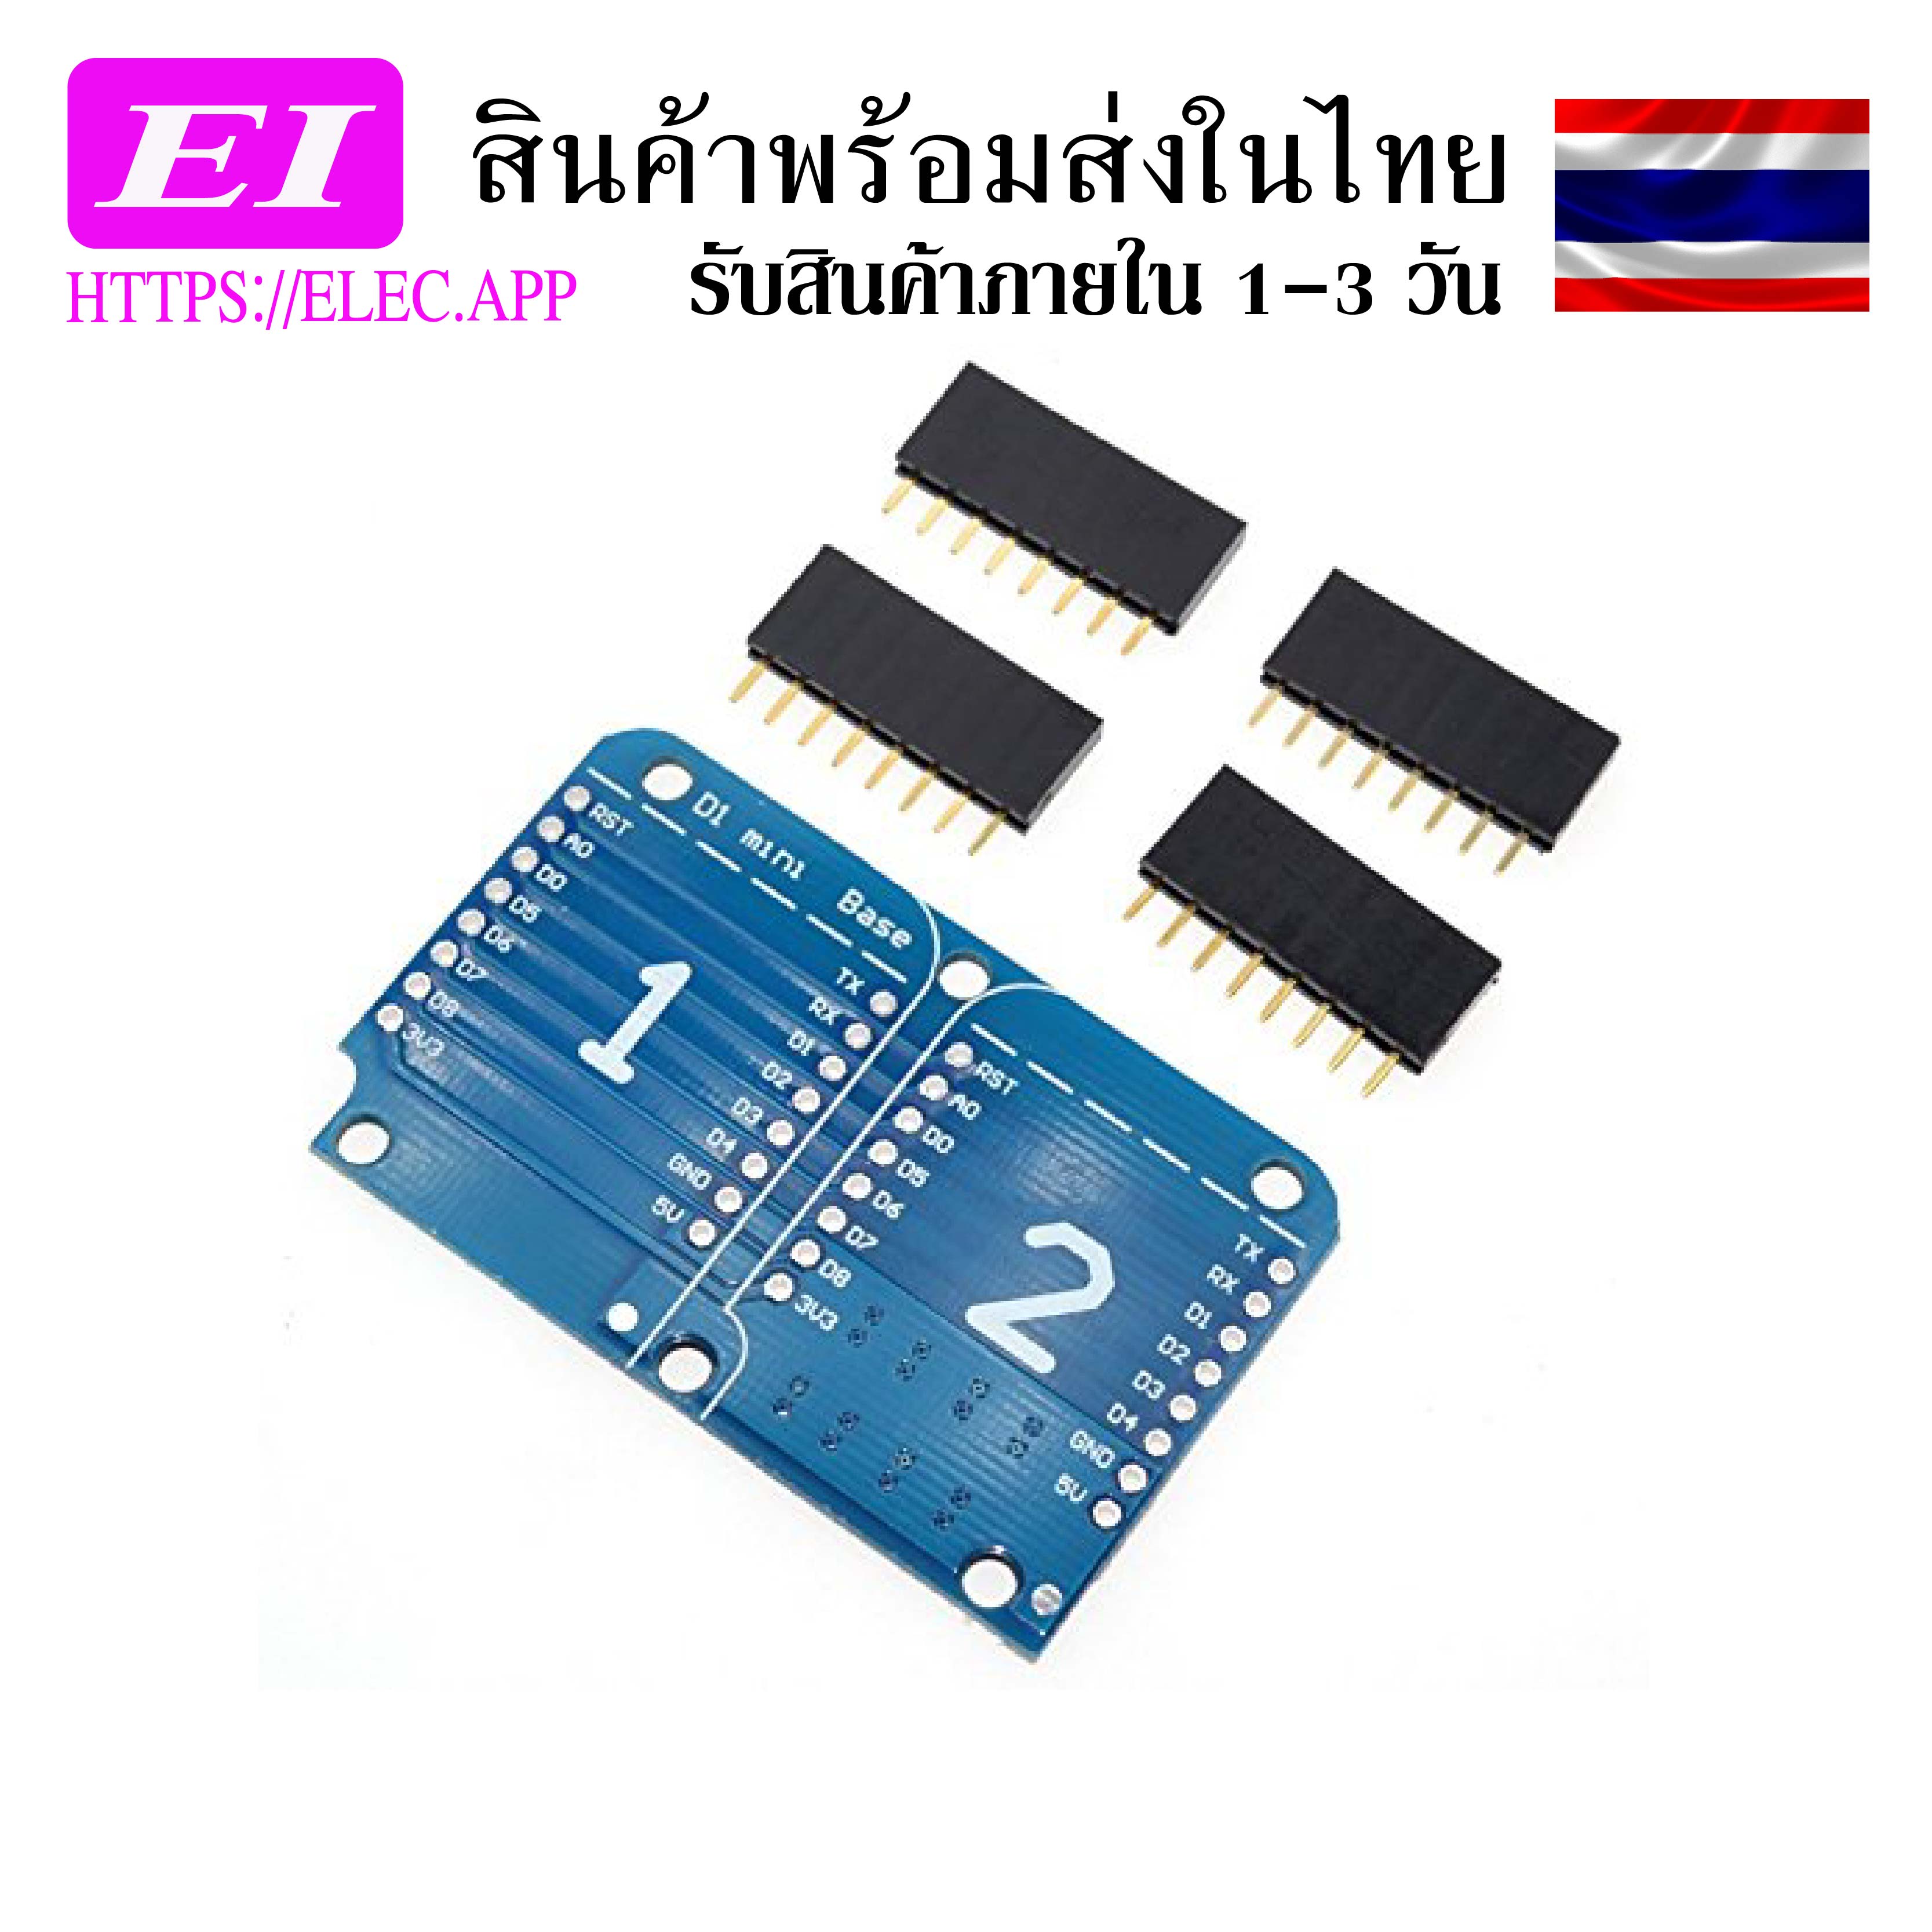 EI
สินค้าพร้อมส่งในไทย
HTTPS://ELEC.APP
รับสินค้าภายใน 1-3 วัน
D1 mini Base
RST
A0
D0
D5
D6
D7
D8
3V3
1
TX
RX
D1
D2
D3
D4
GND
5V
RST
A0
D0
D5
D6
D7
D8
3V3
2
TX
RX
D1
D2
D3
D4
GND
5V